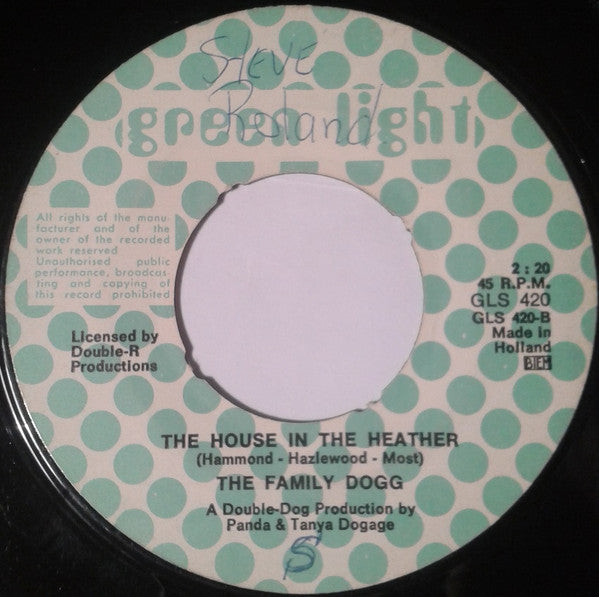 Steve
Rowland
green light
All rights of the manu-
facturer and of the
owner of the recorded
work reserved
Unauthorised public
performance, broadcas-
ting and copying of
this record prohibited
Licensed by
Double-R
Productions
2 : 20
45 R.P.M.
GLS 420
GLS 420-B
Made in
Holland
BIEM
THE HOUSE IN THE HEATHER
(Hammond - Hazlewood - Most)
THE FAMILY DOGG
A Double-Dog Production by
Panda & Tanya Dogage
S